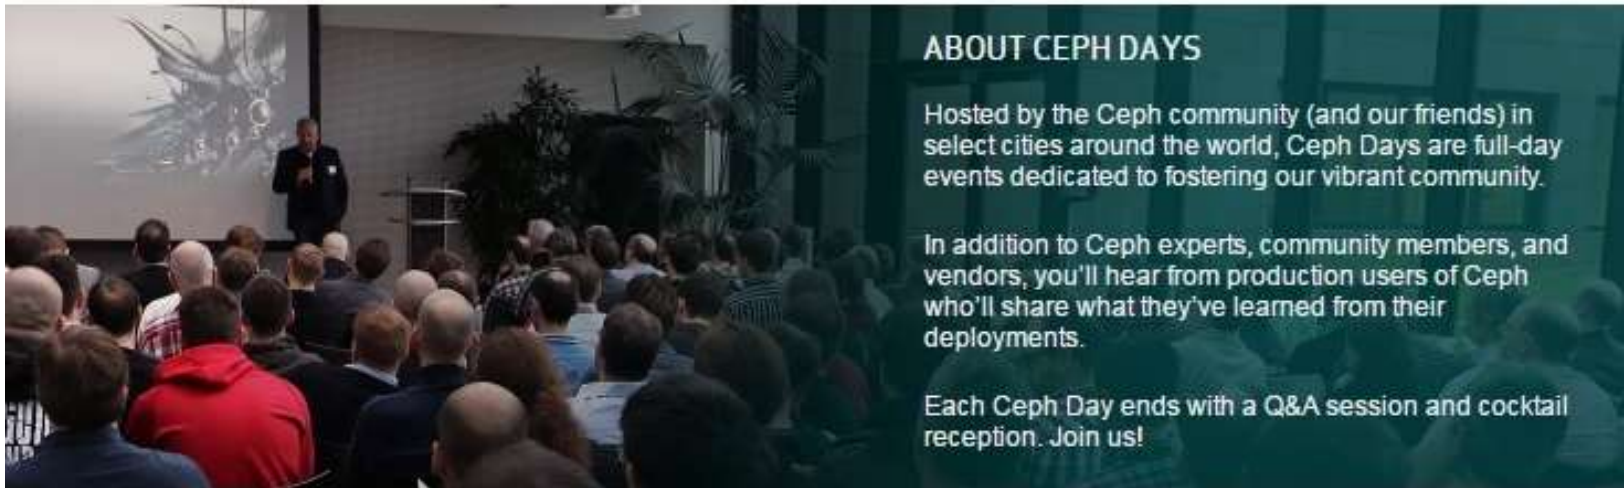 ABOUT CEPH DAYS
Hosted by the Ceph community (and our friends) in
select cities around the world, Ceph Days are full-day
events dedicated to fostering our vibrant community.
In addition to Ceph experts, community members, and
vendors, you'll hear from production users of Ceph
who'll share what they've learned from their
deployments.
Each Ceph Day ends with a Q&A session and cocktail
reception. Join us!